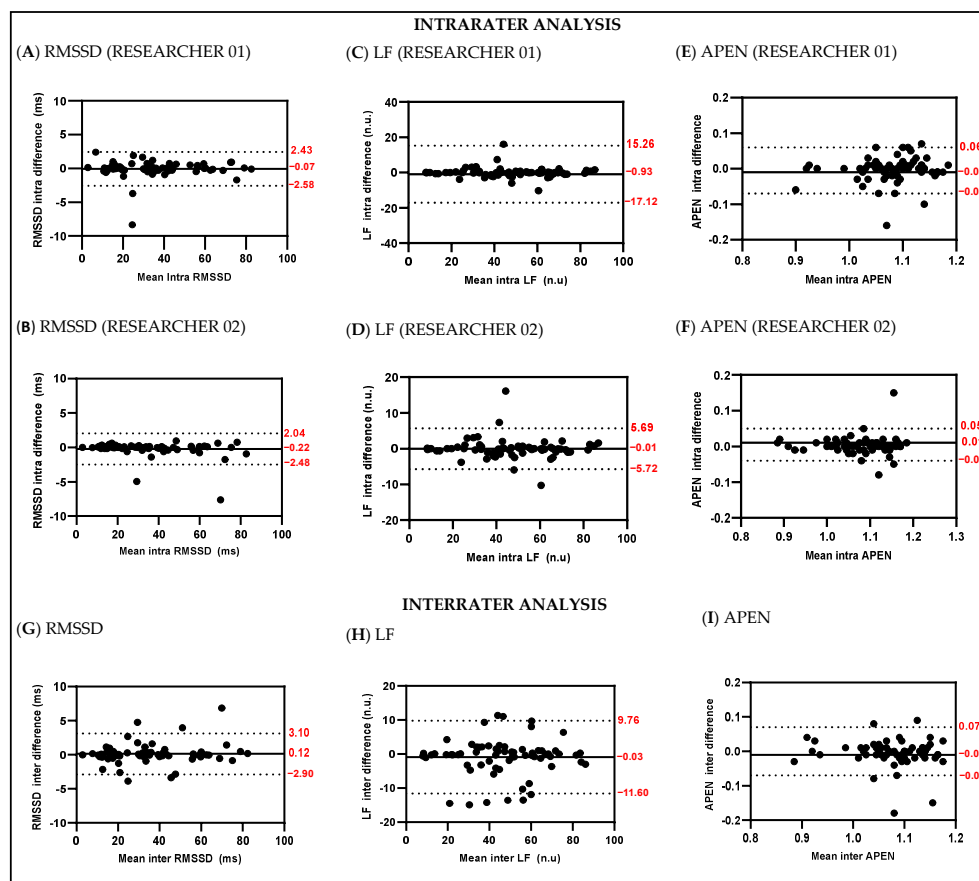 INTRARATER ANALYSIS
(A) RMSSD (RESEARCHER 01)
RMSSD intra difference (ms)
10
5
0
-5
-10
2.43
−0.07
−2.58
0 20 40 60 80 100
Mean Intra RMSSD
(C) LF (RESEARCHER 01)
LF intra difference (n.u.)
40
20
0
-20
-40
15.26
−0.93
−17.12
0 20 40 60 80 100
Mean intra LF (n.u)
(E) APEN (RESEARCHER 01)
APEN intra difference
0.2
0.1
0.0
-0.1
-0.2
0.06
−0.0
−0.0
0.8 0.9 1.0 1.1 1.2
Mean intra APEN
(B) RMSSD (RESEARCHER 02)
RMSSD intra difference (ms)
10
5
0
-5
-10
2.04
−0.22
−2.48
0 20 40 60 80 100
Mean intra RMSSD (ms)
(D) LF (RESEARCHER 02)
LF intra difference (n.u.)
20
10
0
-10
-20
5.69
−0.01
−5.72
0 20 40 60 80 100
Mean intra LF (n.u)
(F) APEN (RESEARCHER 02)
APEN intra difference
0.2
0.1
0.0
-0.1
-0.2
−0.0
0.8 0.9 1.0 1.1 1.2 1.3
Mean intra APEN
INTERRATER ANALYSIS
(G) RMSSD
RMSSD inter difference (ms)
10
5
0
-5
-10
3.10
0.12
−2.90
0 20 40 60 80 100
Mean inter RMSSD (ms)
(H) LF
LF inter difference (n.u.)
20
10
0
-10
-20
9.76
−0.03
−11.60
0 20 40 60 80 100
Mean inter LF (n.u)
(I) APEN
APEN inter difference
0.2
0.1
0.0
-0.1
-0.2
0.07
−0.0
−0.0
0.8 0.9 1.0 1.1 1.2
Mean inter APEN